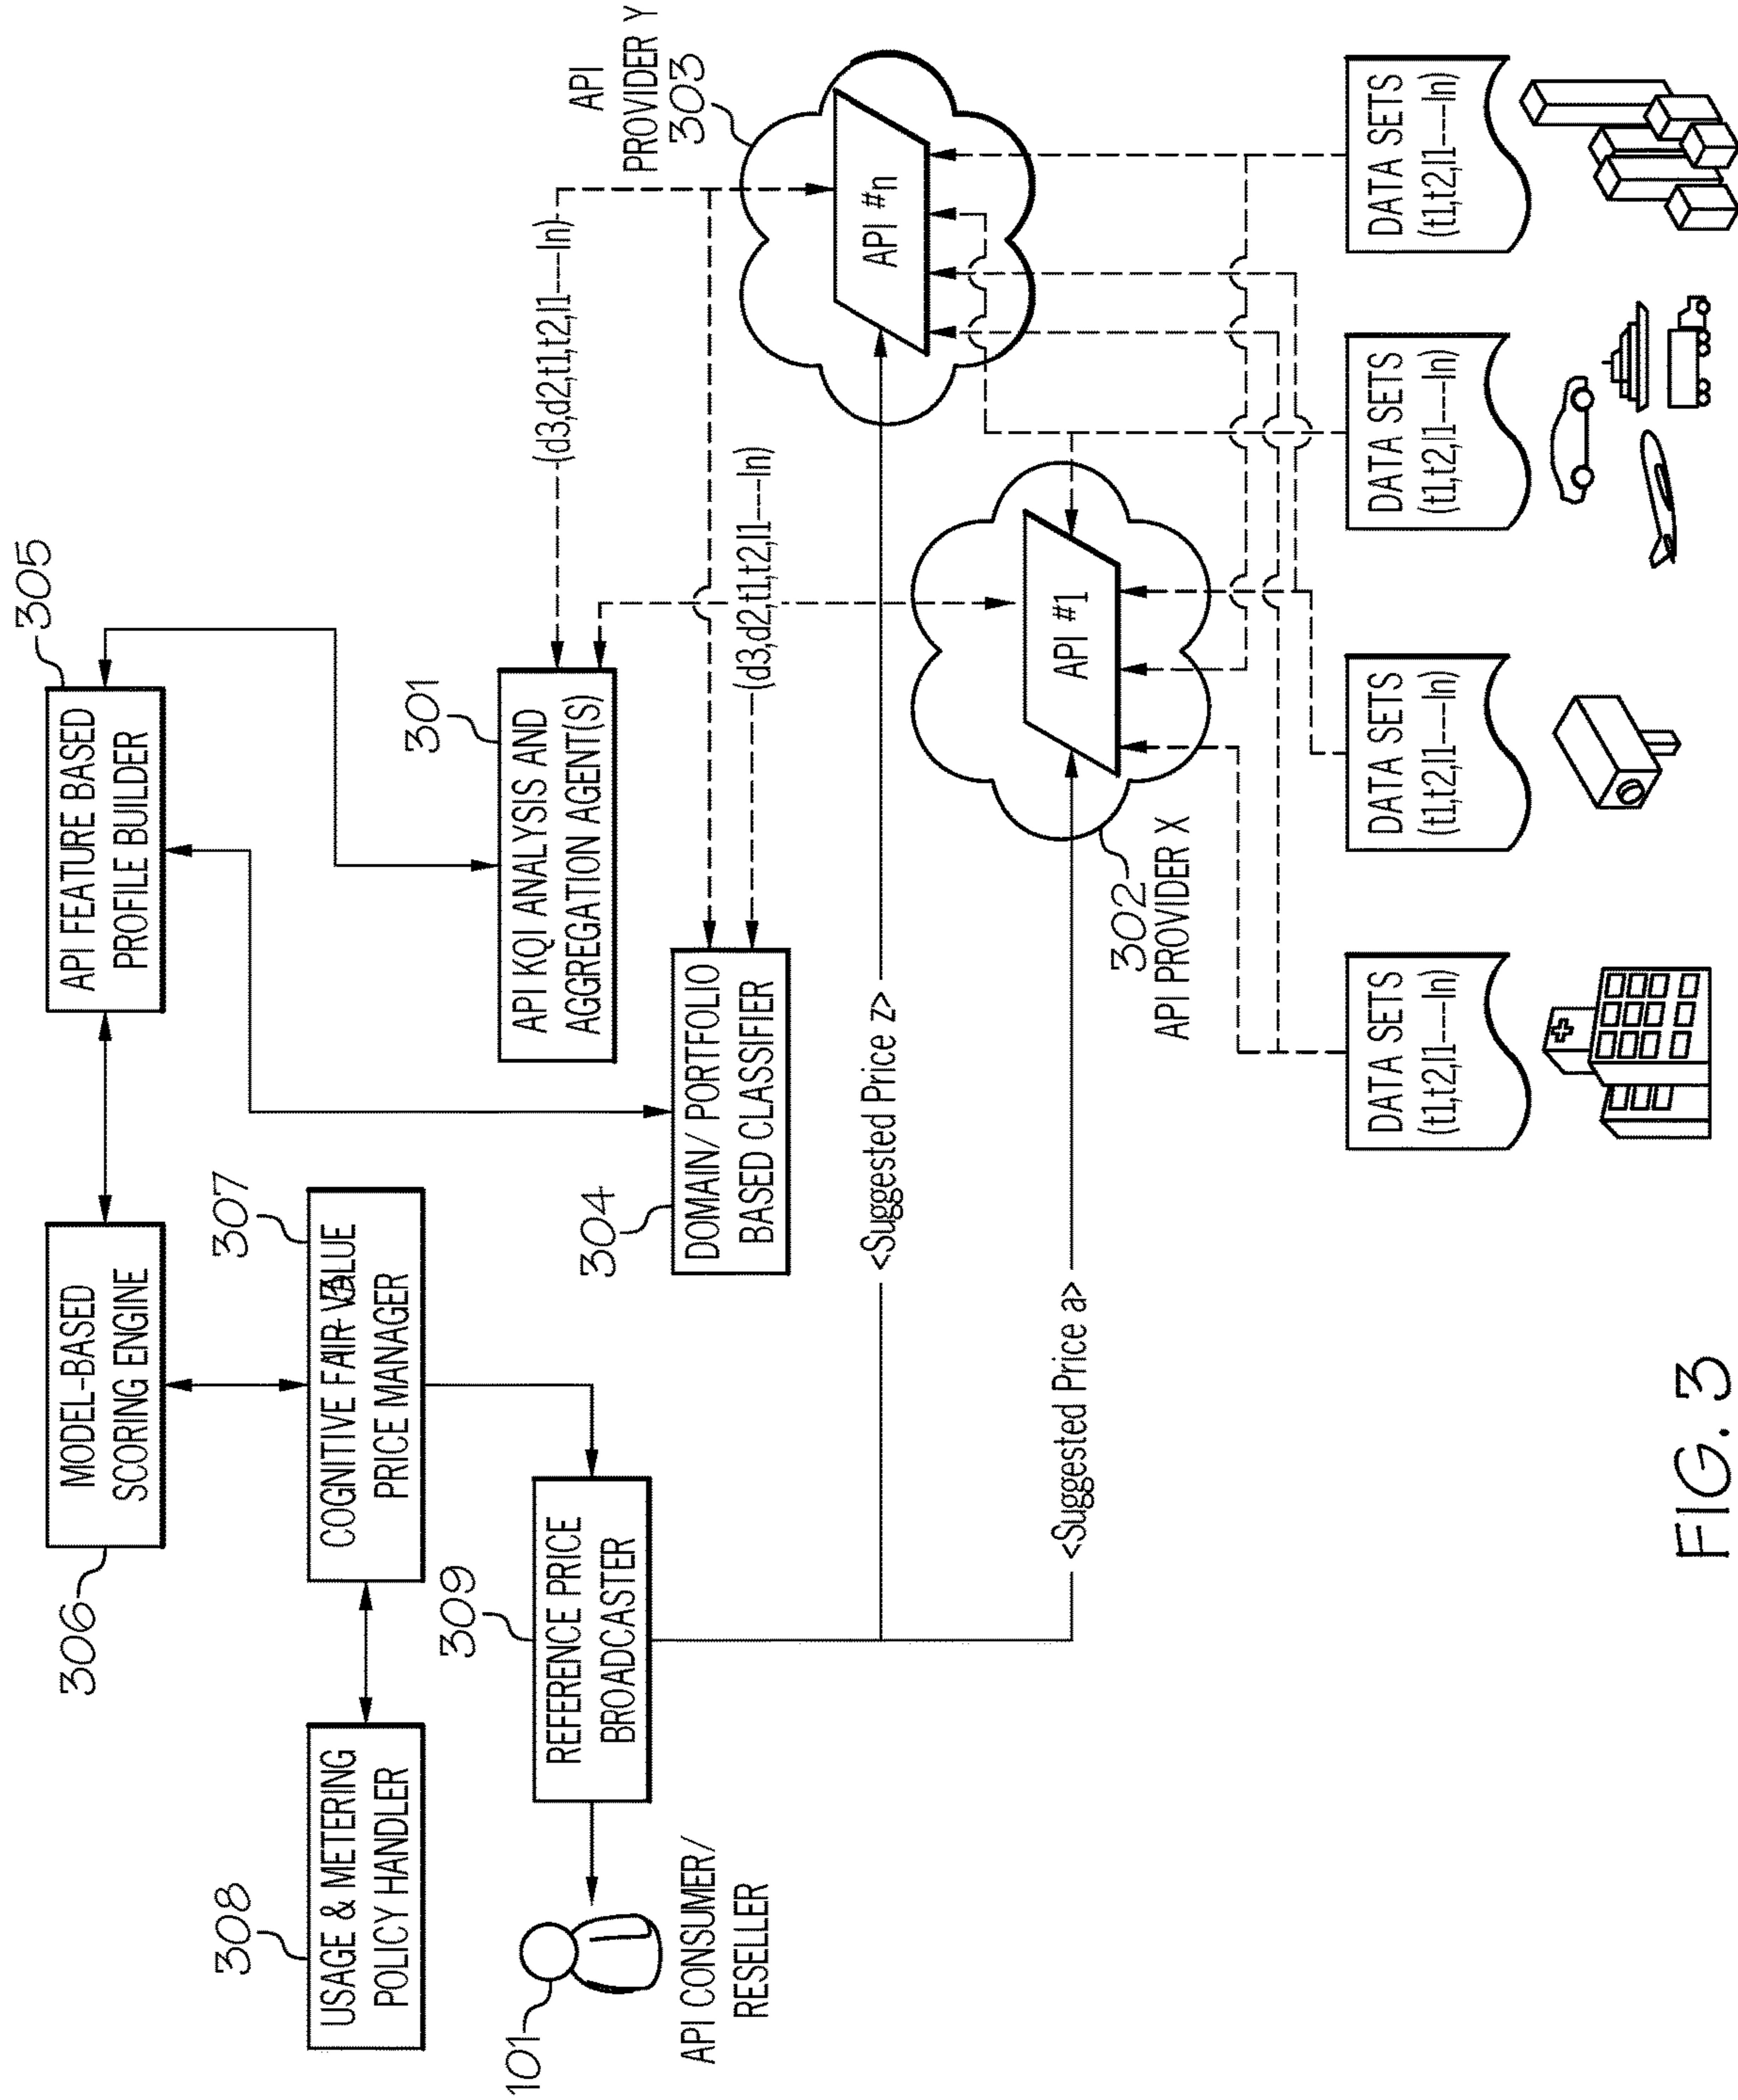 306
MODEL-BASED
SCORING ENGINE
305
API FEATURE BASED
PROFILE BUILDER
308
USAGE & METERING
POLICY HANDLER
307
COGNITIVE FAIR-VALUE
PRICE MANAGER
301
API KQI ANALYSIS AND
AGGREGATION AGENT(S)
(d3,d2,t1,t2,l1----ln)
101
API CONSUMER/
RESELLER
309
REFERENCE PRICE
BROADCASTER
304
DOMAIN/ PORTFOLIO
BASED CLASSIFIER
(d3,d2,t1,t2,l1----ln)
API
PROVIDER Y
303
<Suggested Price z>
API #n
<Suggested Price a>
API #1
302
API PROVIDER X
DATA SETS
(t1,t2,l1----ln)
DATA SETS
(t1,t2,l1----ln)
DATA SETS
(t1,t2,l1----ln)
DATA SETS
(t1,t2,l1----ln)
FIG. 3